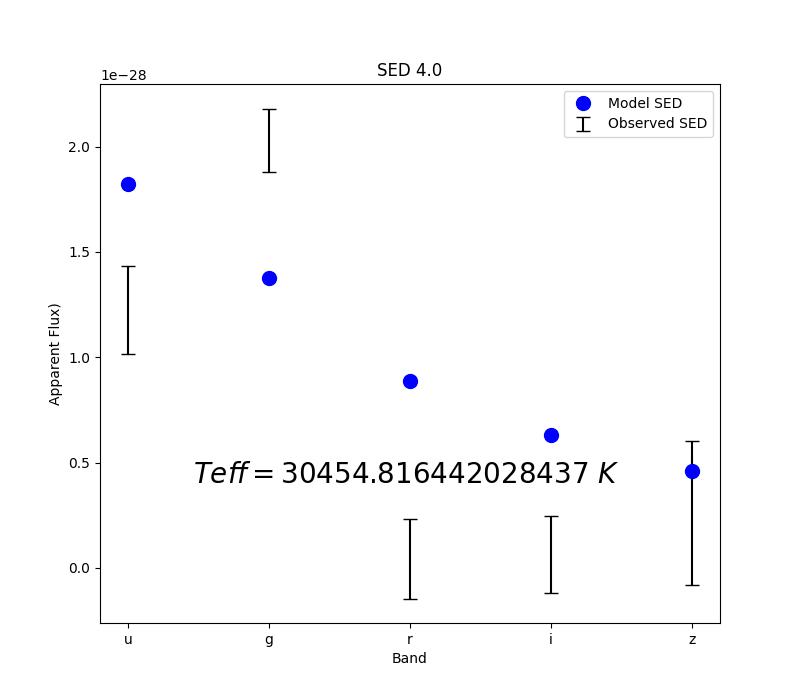 SED 4.0
1e−28
Model SED
Observed SED
2.0
1.5
1.0
0.5
0.0
Apparent Flux)
Teff = 30454.816442028437 K
u g r i z
Band